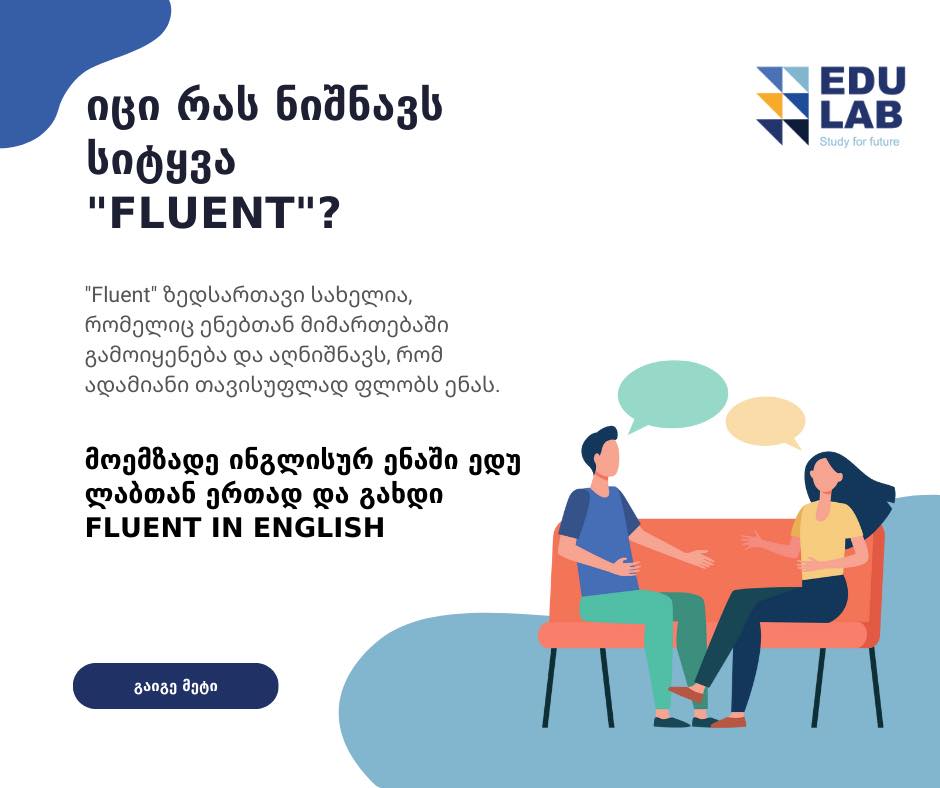 იცი რას ნიშნავს
სიტყვა
"FLUENT"?
EDU
LAB
Study for future
"Fluent" ზედსართავი სახელია,
რომელიც ენებთან მიმართებაში
გამოიყენება და აღნიშნავს, რომ
ადამიანი თავისუფლად ფლობს ენას.
მოემზადე ინგლისურ ენაში ედუ
ლაბთან ერთად და გახდი
FLUENT IN ENGLISH
გაიგე მეტი